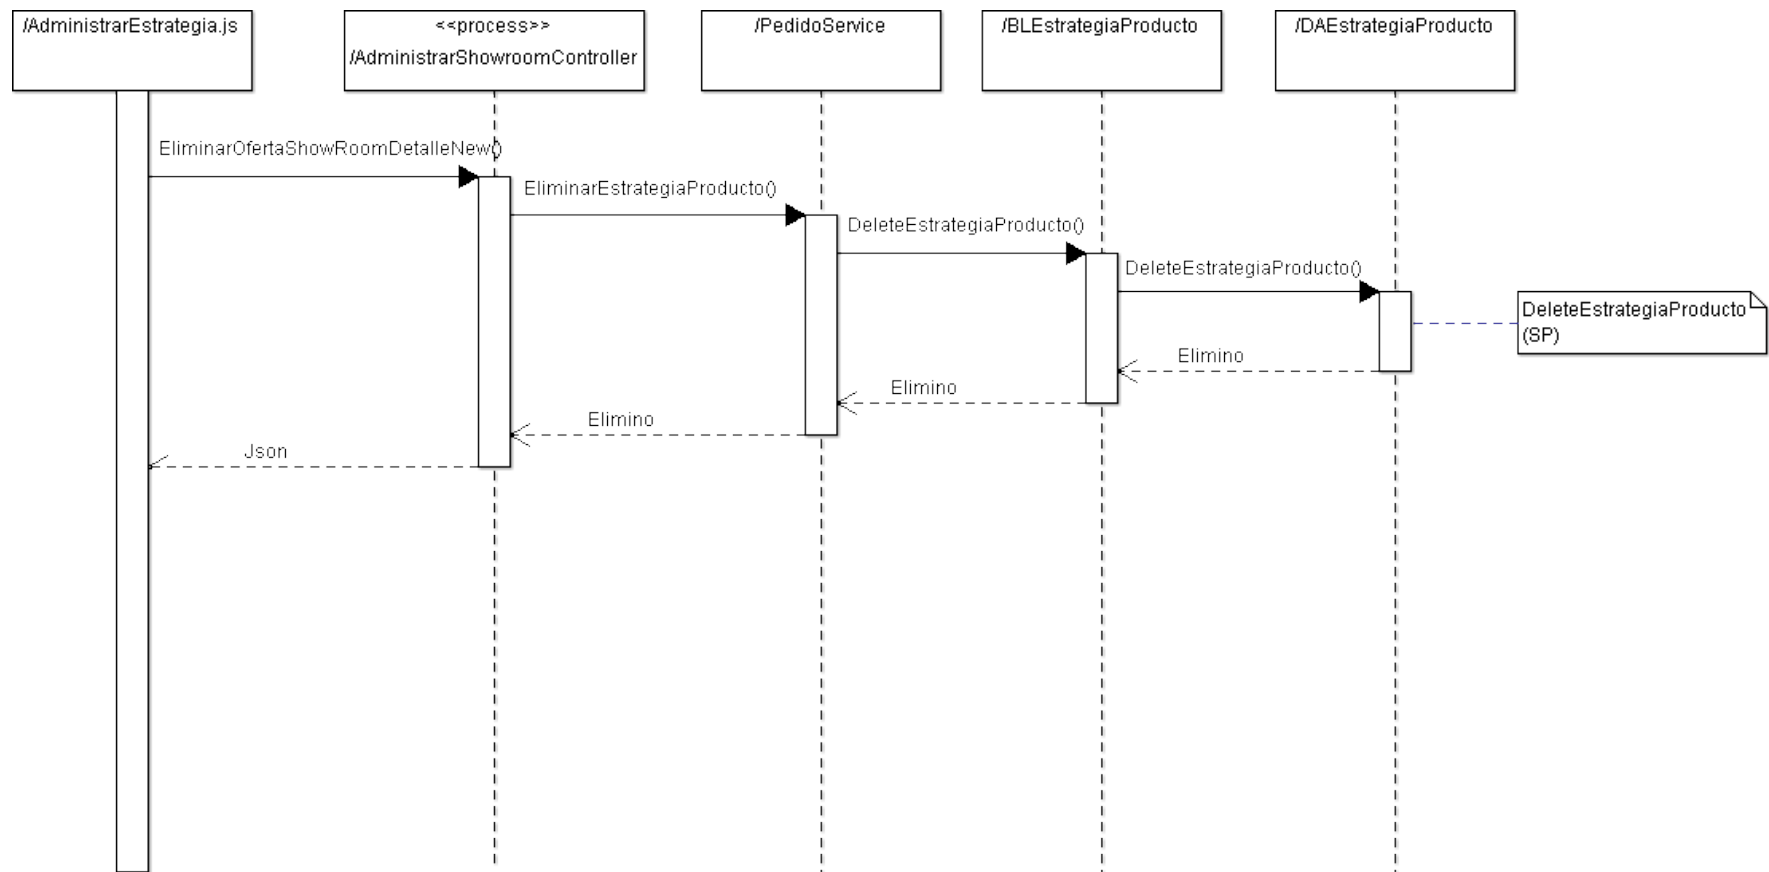 /AdministrarEstrategia.js
<<process>>
/AdministrarShowroomController
/PedidoService
/BLEstrategiaProducto
/DAEstrategiaProducto
EliminarOfertaShowRoomDetalleNew()
EliminarEstrategiaProducto()
DeleteEstrategiaProducto()
DeleteEstrategiaProducto()
DeleteEstrategiaProducto
(SP)
Elimino
Elimino
Elimino
Json